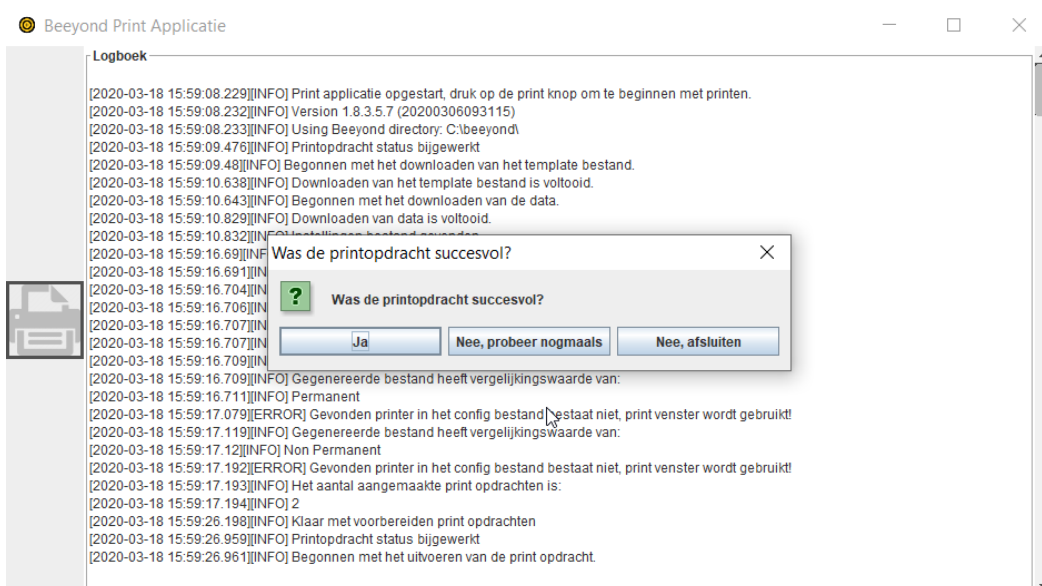 Beeyond Print Applicatie
Logboek
[2020-03-18 15:59:08.229][INFO] Print applicatie opgestart, druk op de print knop om te beginnen met printen.
[2020-03-18 15:59:08.232][INFO] Version 1.8.3.5.7 (20200306093115)
[2020-03-18 15:59:08.233][INFO] Using Beeyond directory: C:\beeyond\
[2020-03-18 15:59:09.476][INFO] Printopdracht status bijgewerkt
[2020-03-18 15:59:09.48][INFO] Begonnen met het downloaden van het template bestand.
[2020-03-18 15:59:10.638][INFO] Downloaden van het template bestand is voltooid.
[2020-03-18 15:59:10.643][INFO] Begonnen met het downloaden van de data.
[2020-03-18 15:59:10.829][INFO] Downloaden van data is voltooid.
[2020-03-18 15:59:10.832][INFO] Instellingen bestand gevonden
[2020-03-18 15:59:16.69][INF
[2020-03-18 15:59:16.691][IN
[2020-03-18 15:59:16.704][IN
[2020-03-18 15:59:16.706][IN
[2020-03-18 15:59:16.707][IN
[2020-03-18 15:59:16.707][IN
[2020-03-18 15:59:16.709][IN
Was de printopdracht succesvol?
Was de printopdracht succesvol?
Ja Nee, probeer nogmaals Nee, afsluiten
[2020-03-18 15:59:16.709][INFO] Gegenereerde bestand heeft vergelijkingswaarde van:
[2020-03-18 15:59:16.711][INFO] Permanent
[2020-03-18 15:59:17.079][ERROR] Gevonden printer in het config bestand bestaat niet, print venster wordt gebruikt!
[2020-03-18 15:59:17.119][INFO] Gegenereerde bestand heeft vergelijkingswaarde van:
[2020-03-18 15:59:17.12][INFO] Non Permanent
[2020-03-18 15:59:17.192][ERROR] Gevonden printer in het config bestand bestaat niet, print venster wordt gebruikt!
[2020-03-18 15:59:17.193][INFO] Het aantal aangemaakte print opdrachten is:
[2020-03-18 15:59:17.194][INFO] 2
[2020-03-18 15:59:26.198][INFO] Klaar met voorbereiden print opdrachten
[2020-03-18 15:59:26.959][INFO] Printopdracht status bijgewerkt
[2020-03-18 15:59:26.961][INFO] Begonnen met het uitvoeren van de print opdracht.